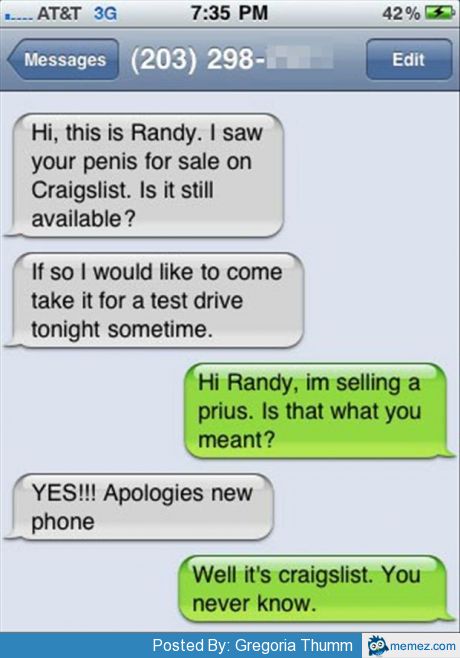 AT&T 3G 7:35 PM 42%
Messages (203) 298- Edit
Hi, this is Randy. I saw
your penis for sale on
Craigslist. Is it still
available?
If so I would like to come
take it for a test drive
tonight sometime.
Hi Randy, im selling a
prius. Is that what you
meant?
YES!!! Apologies new
phone
Well it's craigslist. You
never know.
Posted By: Gregoria Thumm memez.com